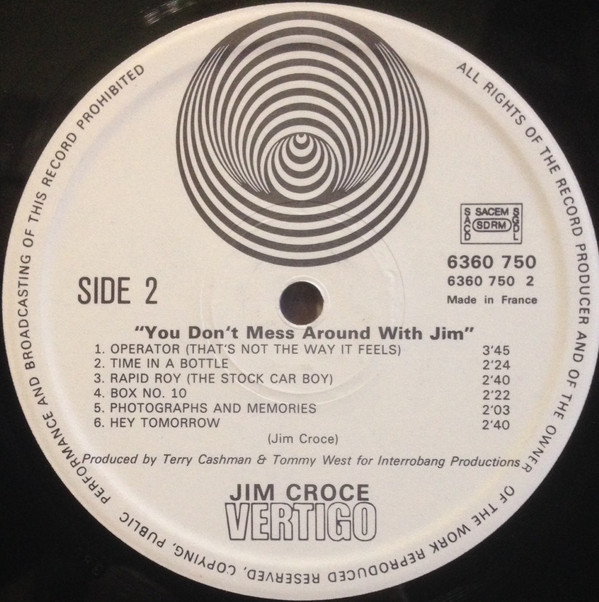 ALL RIGHTS OF THE RECORD PRODUCER AND OF THE OWNER OF THE WORK REPRODUCED RESERVED, COPYING, PUBLIC PERFORMANCE AND BROADCASTING OF THIS RECORD PROHIBITED
SACD SACEM SDRM SGDL
6360 750
6360 750 2
Made in France
SIDE 2
"You Don't Mess Around With Jim"
1. OPERATOR (THAT'S NOT THE WAY IT FEELS) 3'45
2. TIME IN A BOTTLE 2'24
3. RAPID ROY (THE STOCK CAR BOY) 2'40
4. BOX NO. 10 2'22
5. PHOTOGRAPHS AND MEMORIES 2'03
6. HEY TOMORROW 2'40
(Jim Croce)
Produced by Terry Cashman & Tommy West for Interrobang Productions
JIM CROCE
VERTIGO